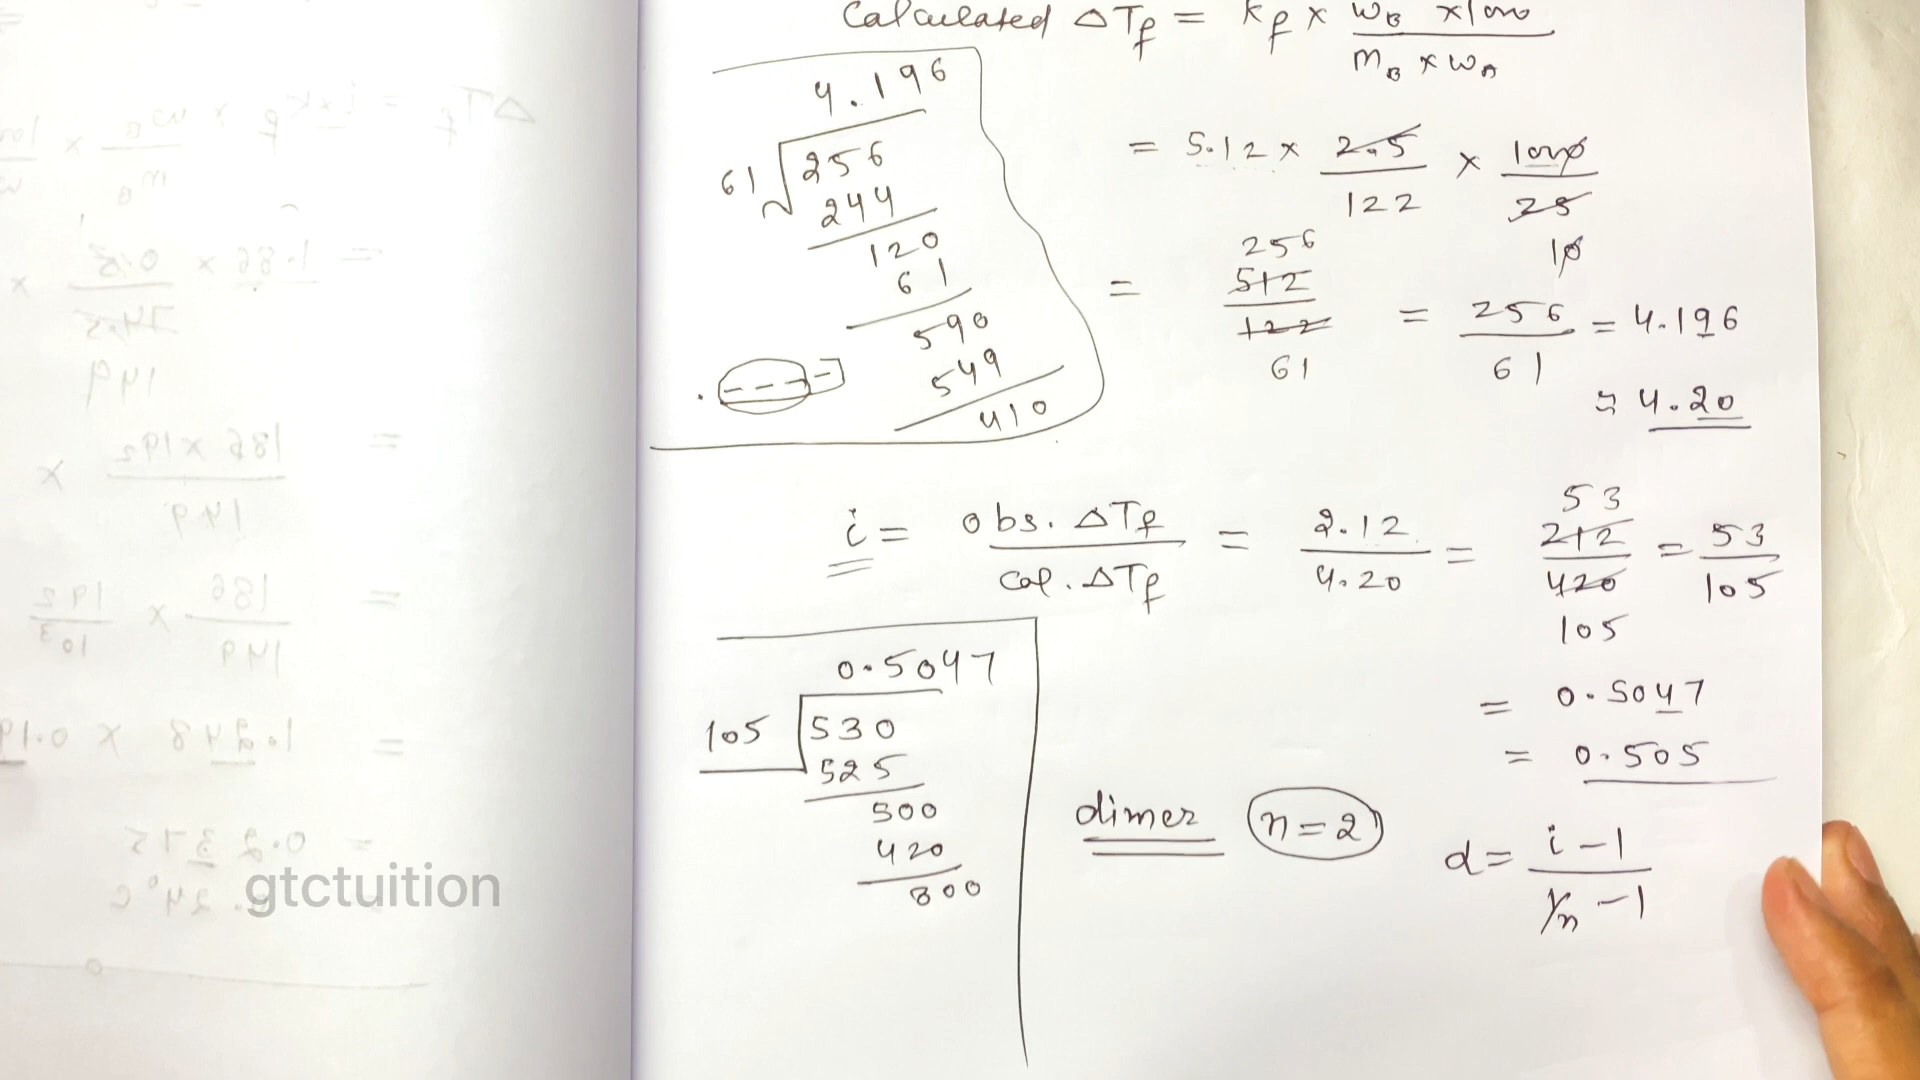 Calculated ΔTf = Kf × WB × 1000 / MB × WA
4.196
61 √256
244
120
61
590
549
410
= 5.12 × 2.5 / 122 × 1000 / 25
10
= 256
512 / 122
61
= 256 / 61 = 4.196
≈ 4.20
i = obs. ΔTf / cal. ΔTf = 2.12 / 4.20 = 212 / 420 = 53 / 105
53
105
= 0.5047
= 0.505
0.5047
105 530
525
500
420
800
dimer n=2
α = i-1 / 1/n -1
gtctuition